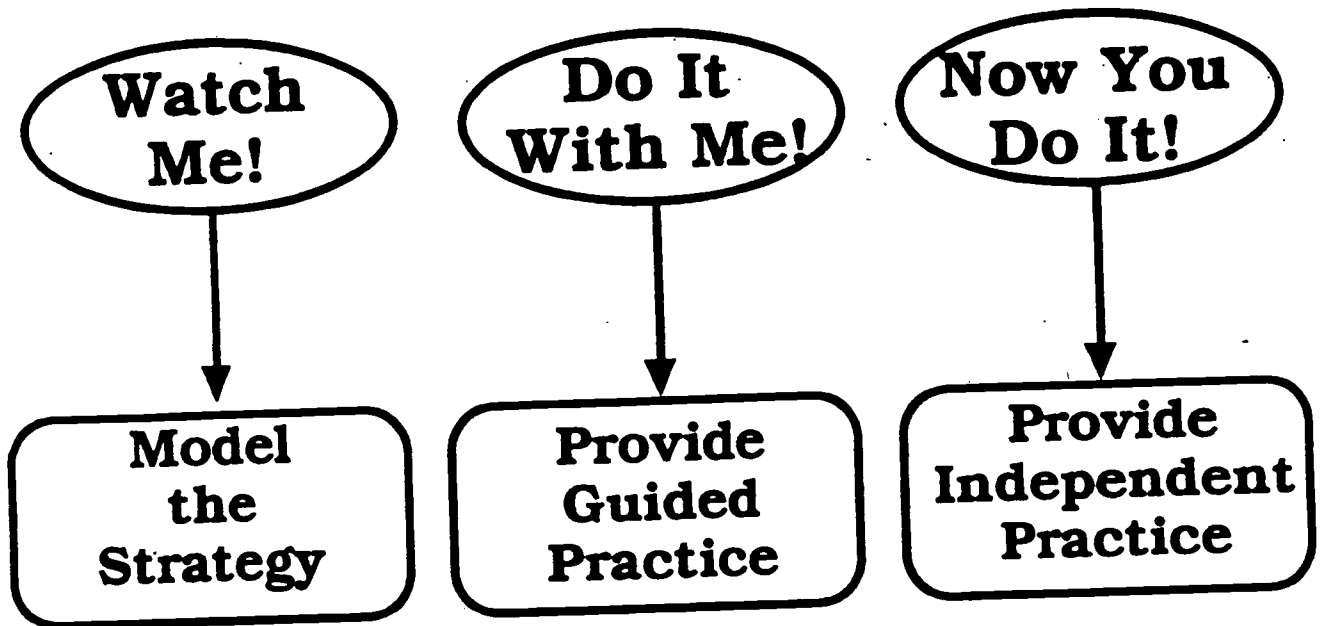 Watch
Me!
Do It
With Me!
Now You
Do It!
Model
the
Strategy
Provide
Guided
Practice
Provide
Independent
Practice